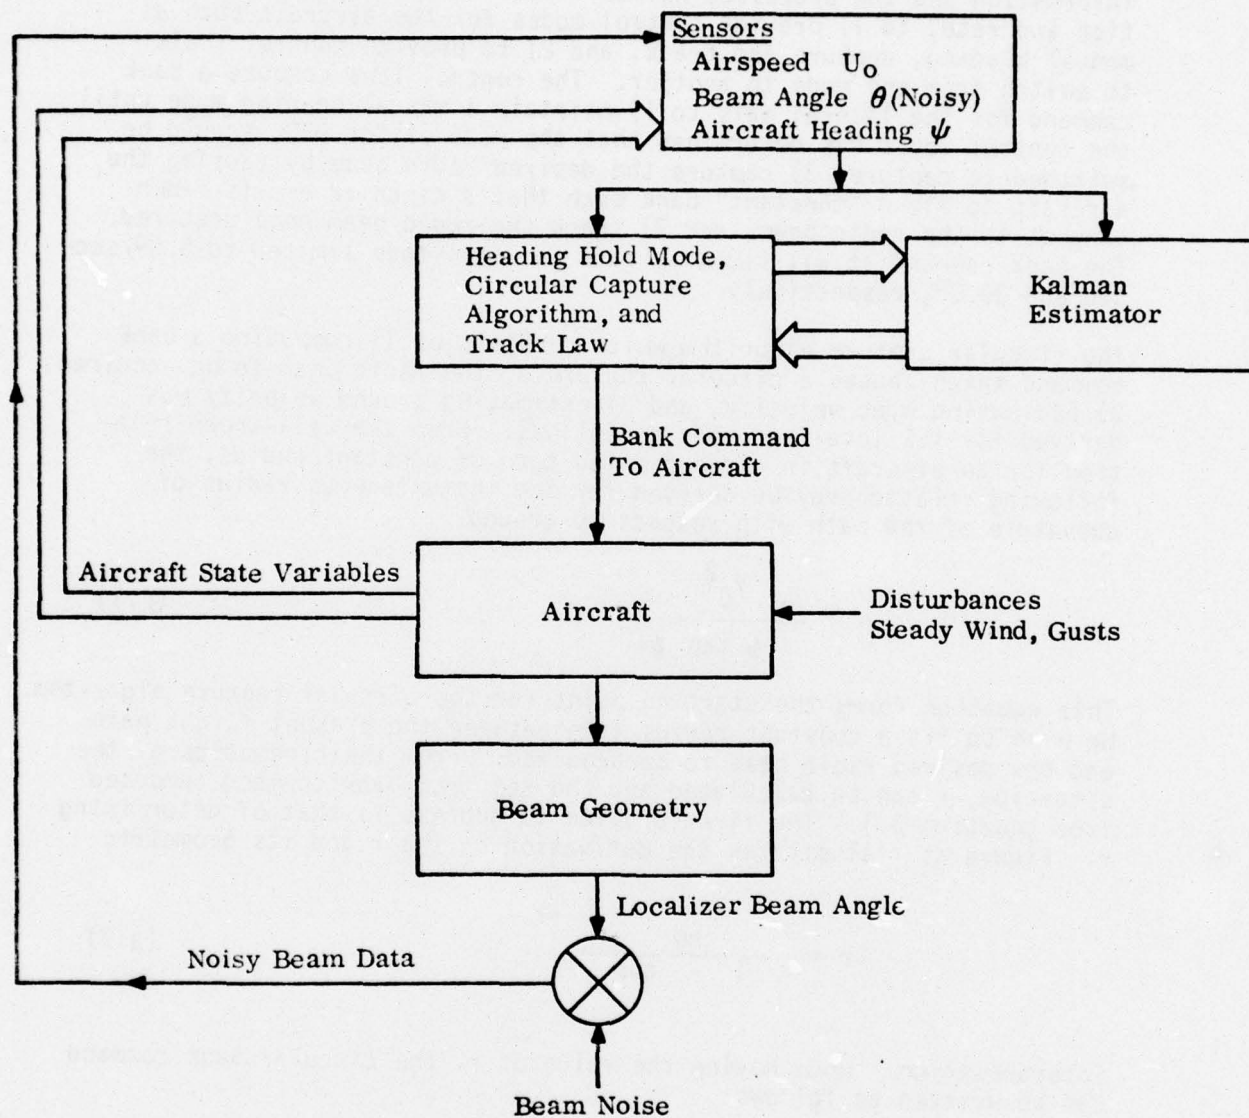 Sensors
Airspeed U₀
Beam Angle θ (Noisy)
Aircraft Heading ψ
Heading Hold Mode,
Circular Capture
Algorithm, and
Track Law
Kalman
Estimator
Bank Command
To Aircraft
Aircraft State Variables
Aircraft
Disturbances
Steady Wind, Gusts
Beam Geometry
Localizer Beam Angle
Noisy Beam Data
Beam Noise